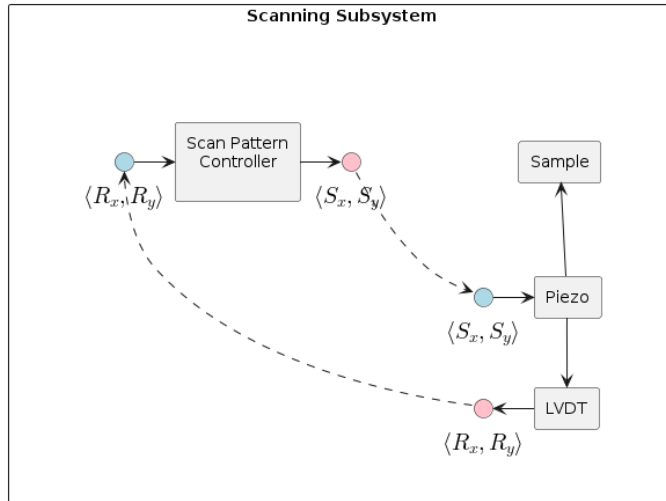 Scanning Subsystem
Scan Pattern
Controller
Sample
⟨R_x, R_y⟩
⟨S_x, S_y⟩
Piezo
⟨S_x, S_y⟩
LVDT
⟨R_x, R_y⟩